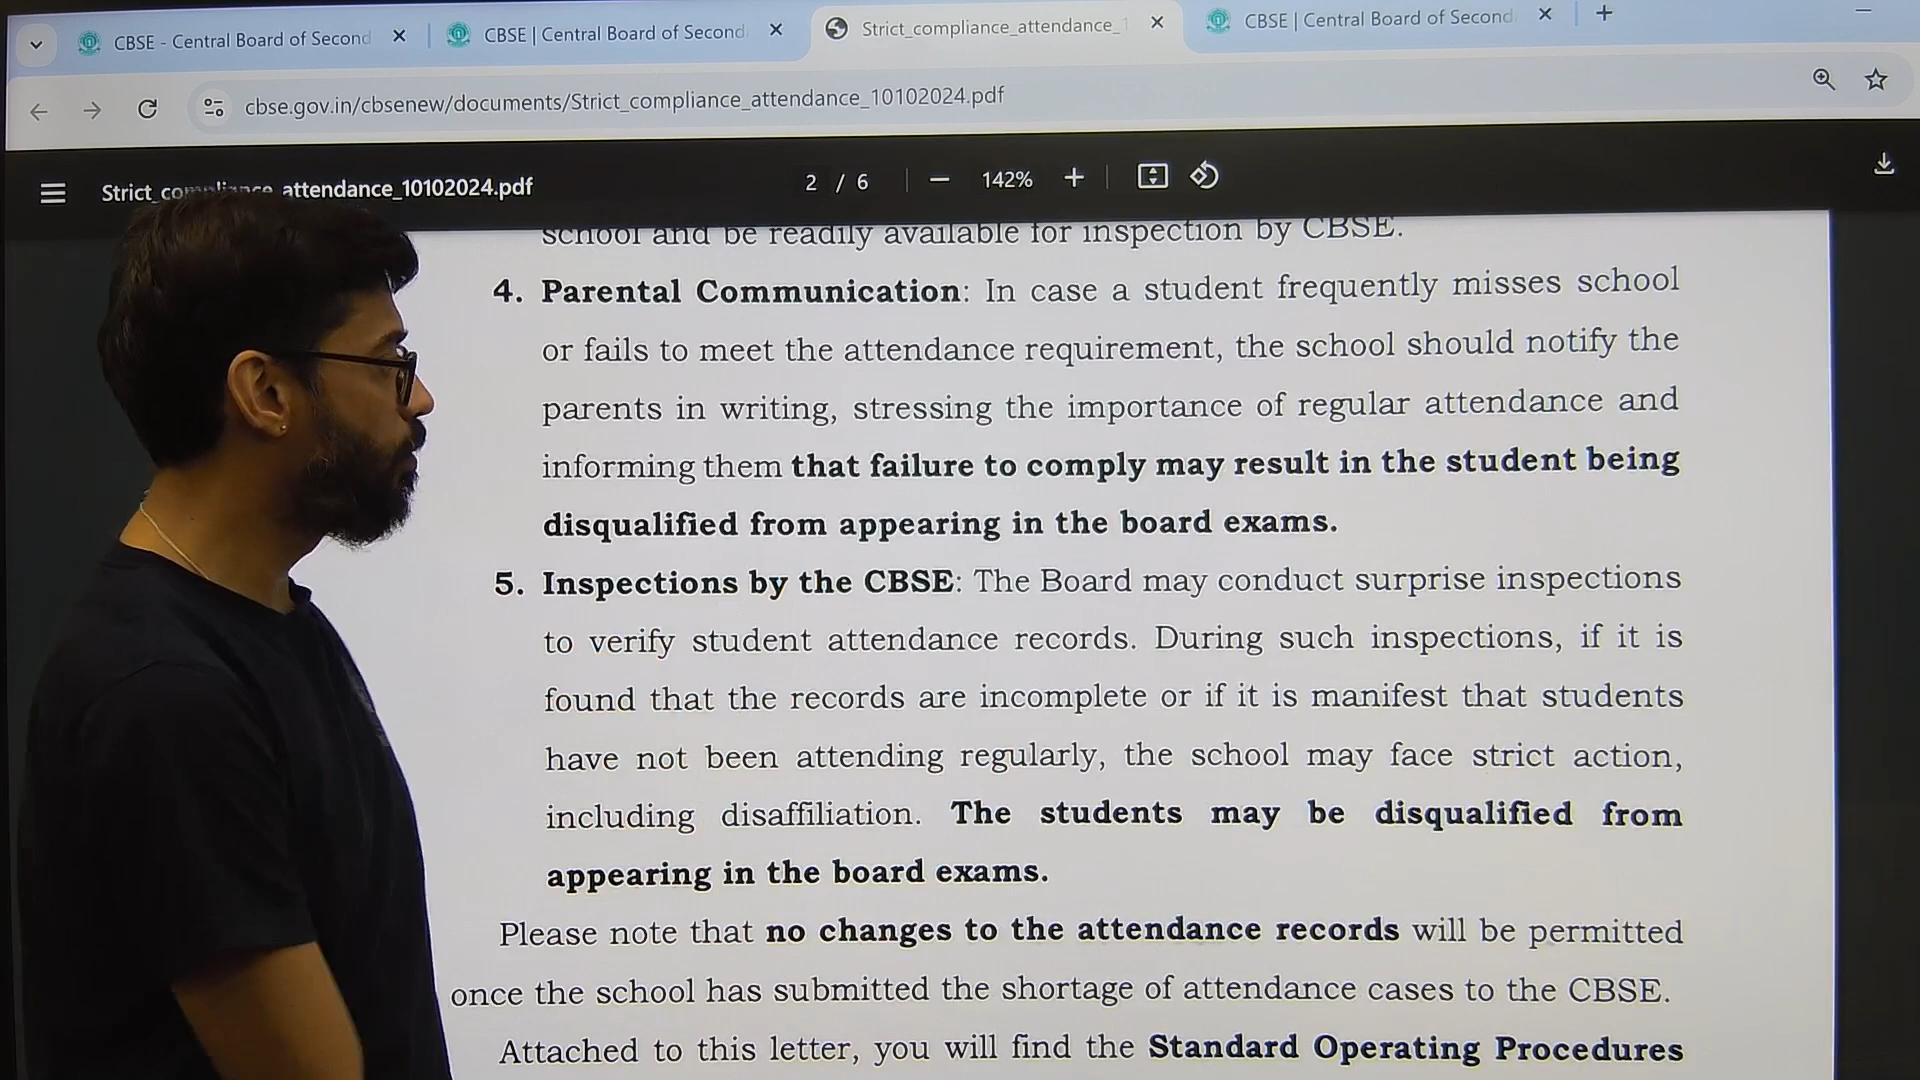 CBSE - Central Board of Second
CBSE | Central Board of Second
Strict_compliance_attendance_1
CBSE | Central Board of Second
cbse.gov.in/cbsenew/documents/Strict_compliance_attendance_10102024.pdf
Strict_compliance_attendance_10102024.pdf
2 / 6
142%
school and be readily available for inspection by CBSE.
4. Parental Communication: In case a student frequently misses school
or fails to meet the attendance requirement, the school should notify the
parents in writing, stressing the importance of regular attendance and
informing them that failure to comply may result in the student being
disqualified from appearing in the board exams.
5. Inspections by the CBSE: The Board may conduct surprise inspections
to verify student attendance records. During such inspections, if it is
found that the records are incomplete or if it is manifest that students
have not been attending regularly, the school may face strict action,
including disaffiliation. The students may be disqualified from
appearing in the board exams.
Please note that no changes to the attendance records will be permitted
once the school has submitted the shortage of attendance cases to the CBSE.
Attached to this letter, you will find the Standard Operating Procedures